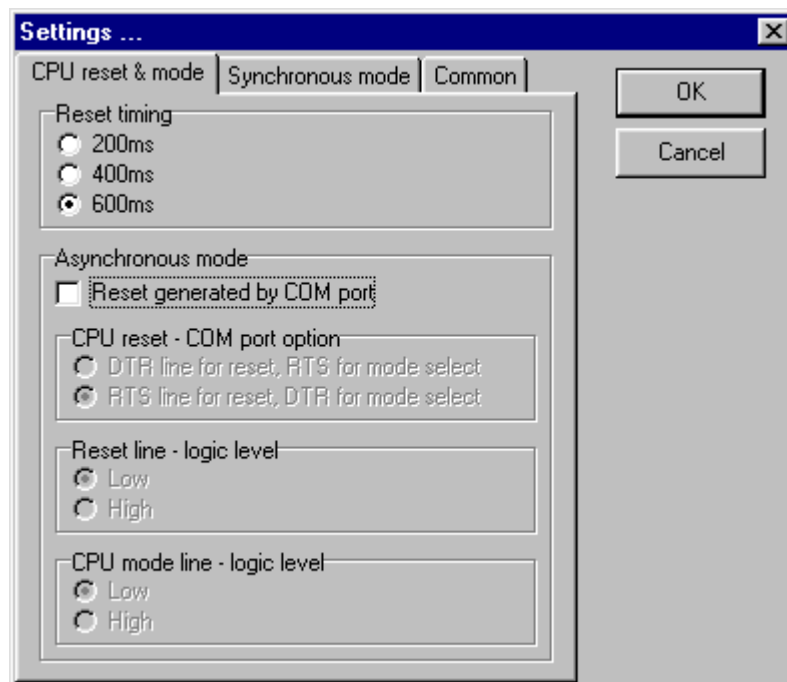 Settings ...
CPU reset & mode Synchronous mode Common
OK
Cancel
Reset timing
200ms
400ms
600ms
Asynchronous mode
Reset generated by COM port
CPU reset - COM port option
DTR line for reset, RTS for mode select
RTS line for reset, DTR for mode select
Reset line - logic level
Low
High
CPU mode line - logic level
Low
High